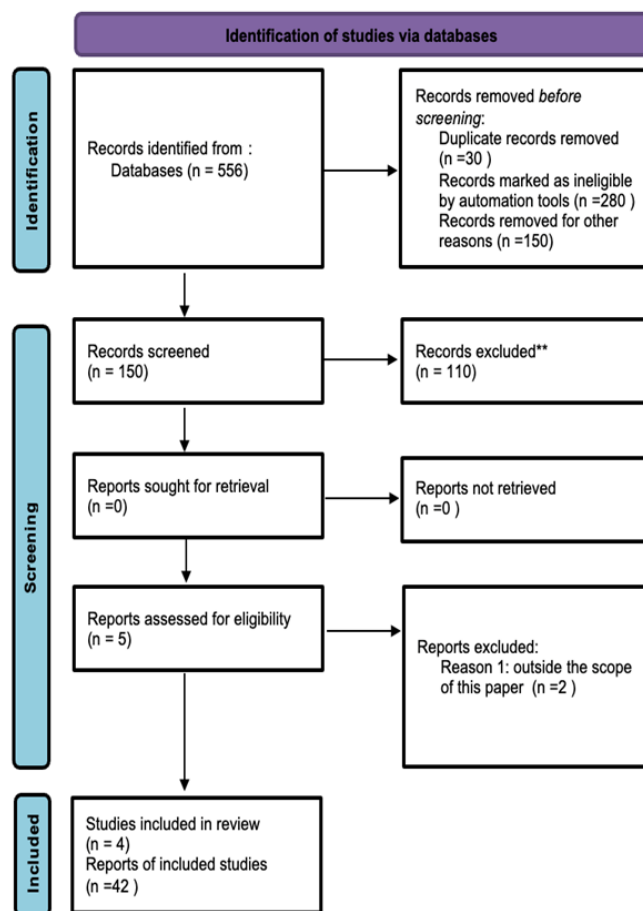 Identification of studies via databases
Identification
Records identified from :
Databases (n = 556)
Records removed before
screening:
Duplicate records removed
(n =30 )
Records marked as ineligible
by automation tools (n =280 )
Records removed for other
reasons (n =150)
Screening
Records screened
(n = 150)
Records excluded**
(n = 110)
Reports sought for retrieval
(n =0)
Reports not retrieved
(n =0 )
Reports assessed for eligibility
(n = 5)
Reports excluded:
Reason 1: outside the scope
of this paper (n =2 )
Included
Studies included in review
(n = 4)
Reports of included studies
(n =42 )